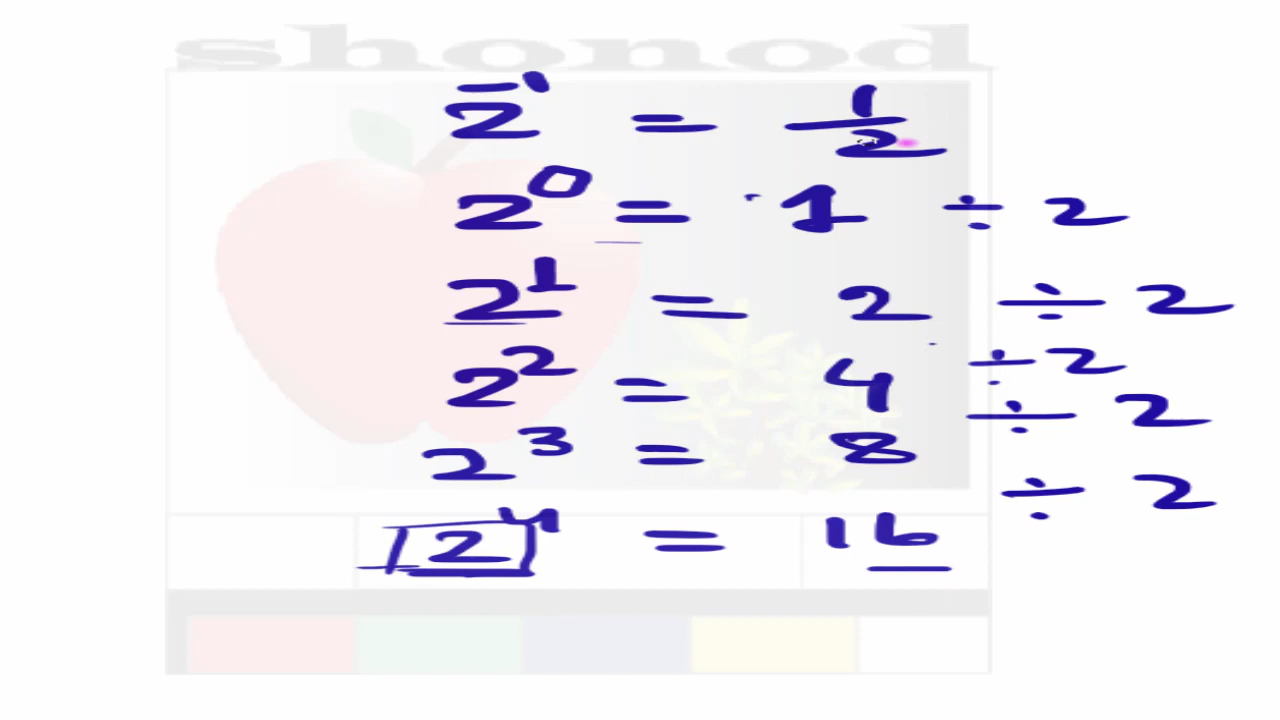 shonod
2⁻¹ = 1/2
2⁰ = 1 ÷ 2
2¹ = 2 ÷ 2
2² = 4 ÷ 2
÷ 2
2³ = 8
÷ 2
2⁴ = 16